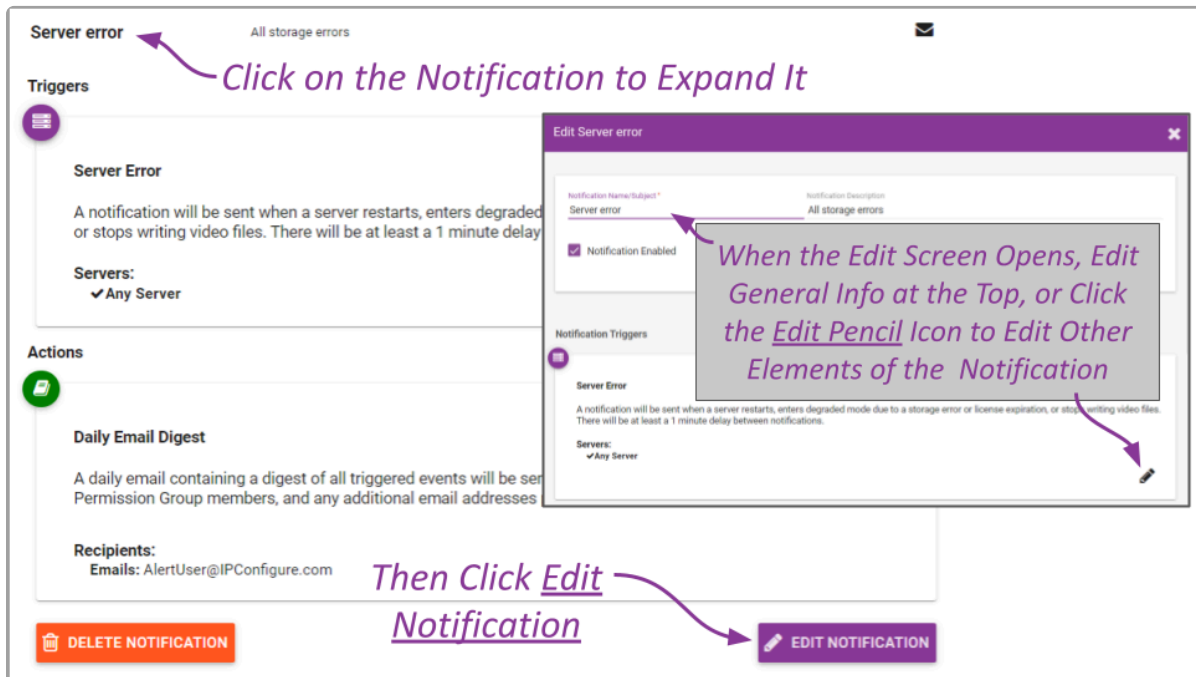 Server error
All storage errors
Click on the Notification to Expand It
Triggers
Server Error
A notification will be sent when a server restarts, enters degraded
or stops writing video files. There will be at least a 1 minute delay
Servers:
✔Any Server
Actions
Daily Email Digest
A daily email containing a digest of all triggered events will be ser
Permission Group members, and any additional email addresses
Recipients:
Emails: AlertUser@IPConfigure.com
Then Click Edit
Notification
DELETE NOTIFICATION
EDIT NOTIFICATION
Edit Server error
Notification Name/Subject *
Notification Description
Server error
All storage errors
Notification Enabled
When the Edit Screen Opens, Edit
General Info at the Top, or Click
the Edit Pencil Icon to Edit Other
Elements of the Notification
Notification Triggers
Server Error
A notification will be sent when a server restarts, enters degraded mode due to a storage error or license expiration, or stops writing video files.
There will be at least a 1 minute delay between notifications.
Servers:
✔Any Server